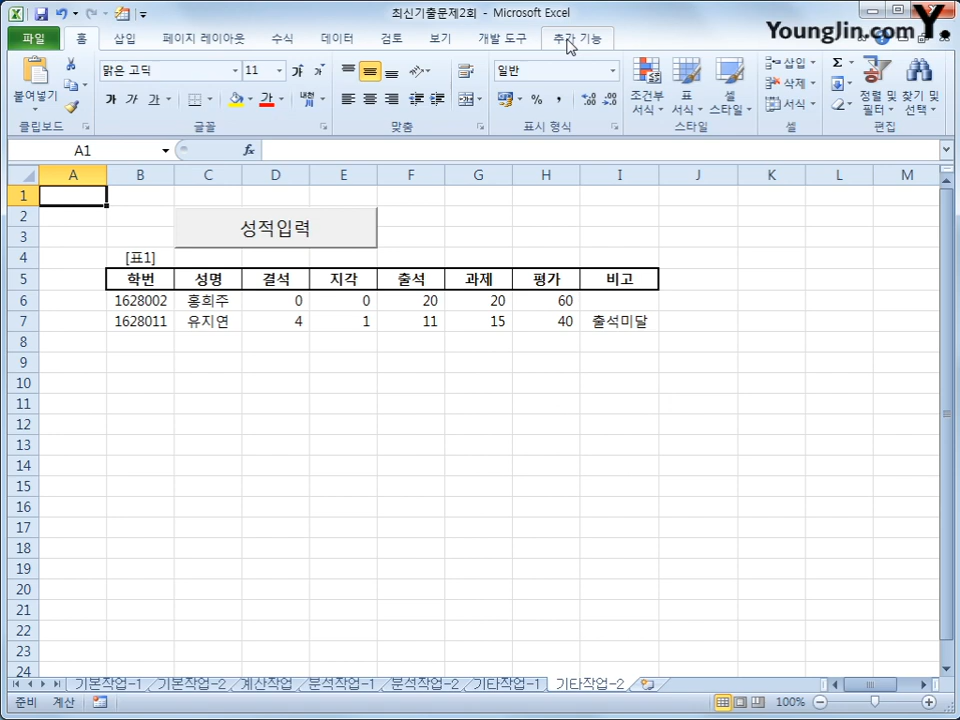 최신기출문제2회 - Microsoft Excel
YoungJin.com Y.
파일 홈 삽입 페이지 레이아웃 수식 데이터 검토 보기 개발 도구 추가 기능
붙여넣기
맑은 고딕 11
가 가 가
일반
조건부 서식
표 서식
셀 스타일
삽입
삭제
서식
정렬 및 필터
찾기 및 선택
클립보드 글꼴 맞춤 표시 형식 스타일 셀 편집
A1 fx
A B C D E F G H I J K L M
1
2
성적입력
3
4 [표1]
5 학번 성명 결석 지각 출석 과제 평가 비고
6 1628002 홍희주 0 0 20 20 60
7 1628011 유지연 4 1 11 15 40 출석미달
8
9
10
11
12
13
14
15
16
17
18
19
20
21
22
23
24
기본작업-1 기본작업-2 계산작업 분석작업-1 분석작업-2 기타작업-1 기타작업-2
준비 계산 100%